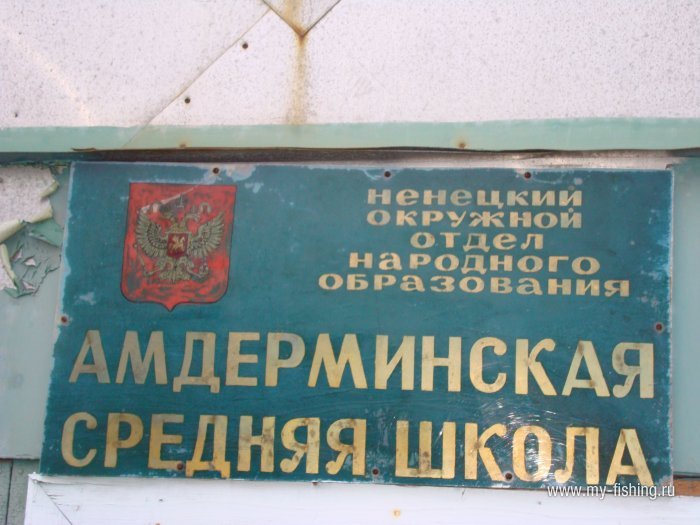 НЕНЕЦКИЙ
ОКРУЖНОЙ
ОТДЕЛ
НАРОДНОГО
ОБРАЗОВАНИЯ
АМДЕРМИНСКАЯ
СРЕДНЯЯ ШКОЛА
www.my-fishing.ru